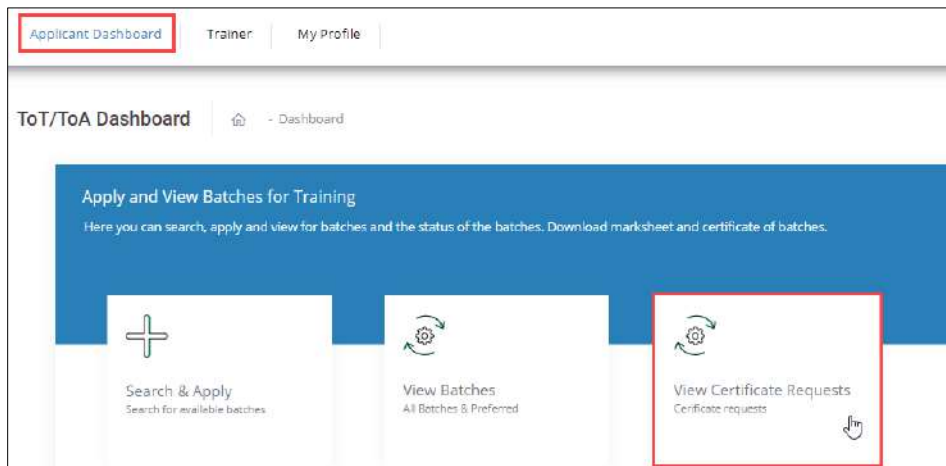 Applicant Dashboard Trainer My Profile
ToT/ToA Dashboard - Dashboard
Apply and View Batches for Training
Here you can search, apply and view for batches and the status of the batches. Download marksheet and certificate of batches.
Search & Apply
Search for available batches
View Batches
All Batches & Preferred
View Certificate Requests
Cerificate requests